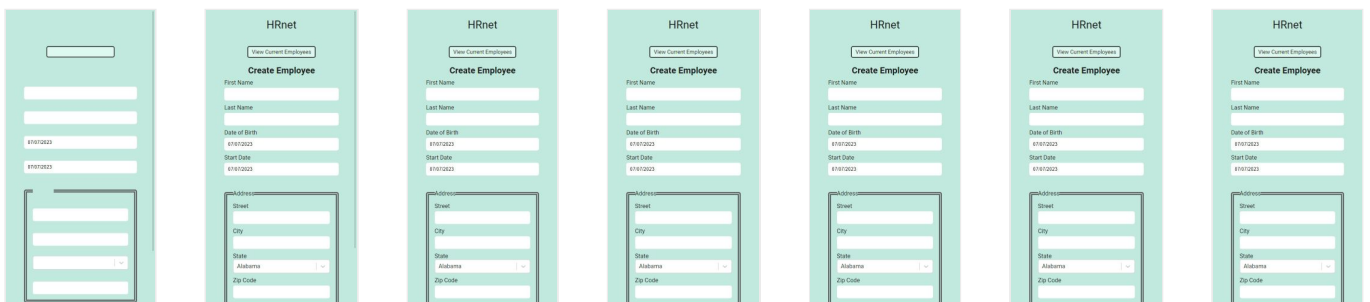 07/07/2023
07/07/2023
HRnet
View Current Employees
Create Employee
First Name
Last Name
Date of Birth
07/07/2023
Start Date
07/07/2023
Address
Street
City
State
Alabama
Zip Code
HRnet
View Current Employees
Create Employee
First Name
Last Name
Date of Birth
07/07/2023
Start Date
07/07/2023
Address
Street
City
State
Alabama
Zip Code
HRnet
View Current Employees
Create Employee
First Name
Last Name
Date of Birth
07/07/2023
Start Date
07/07/2023
Address
Street
City
State
Alabama
Zip Code
HRnet
View Current Employees
Create Employee
First Name
Last Name
Date of Birth
07/07/2023
Start Date
07/07/2023
Address
Street
City
State
Alabama
Zip Code
HRnet
View Current Employees
Create Employee
First Name
Last Name
Date of Birth
07/07/2023
Start Date
07/07/2023
Address
Street
City
State
Alabama
Zip Code
HRnet
View Current Employees
Create Employee
First Name
Last Name
Date of Birth
07/07/2023
Start Date
07/07/2023
Address
Street
City
State
Alabama
Zip Code